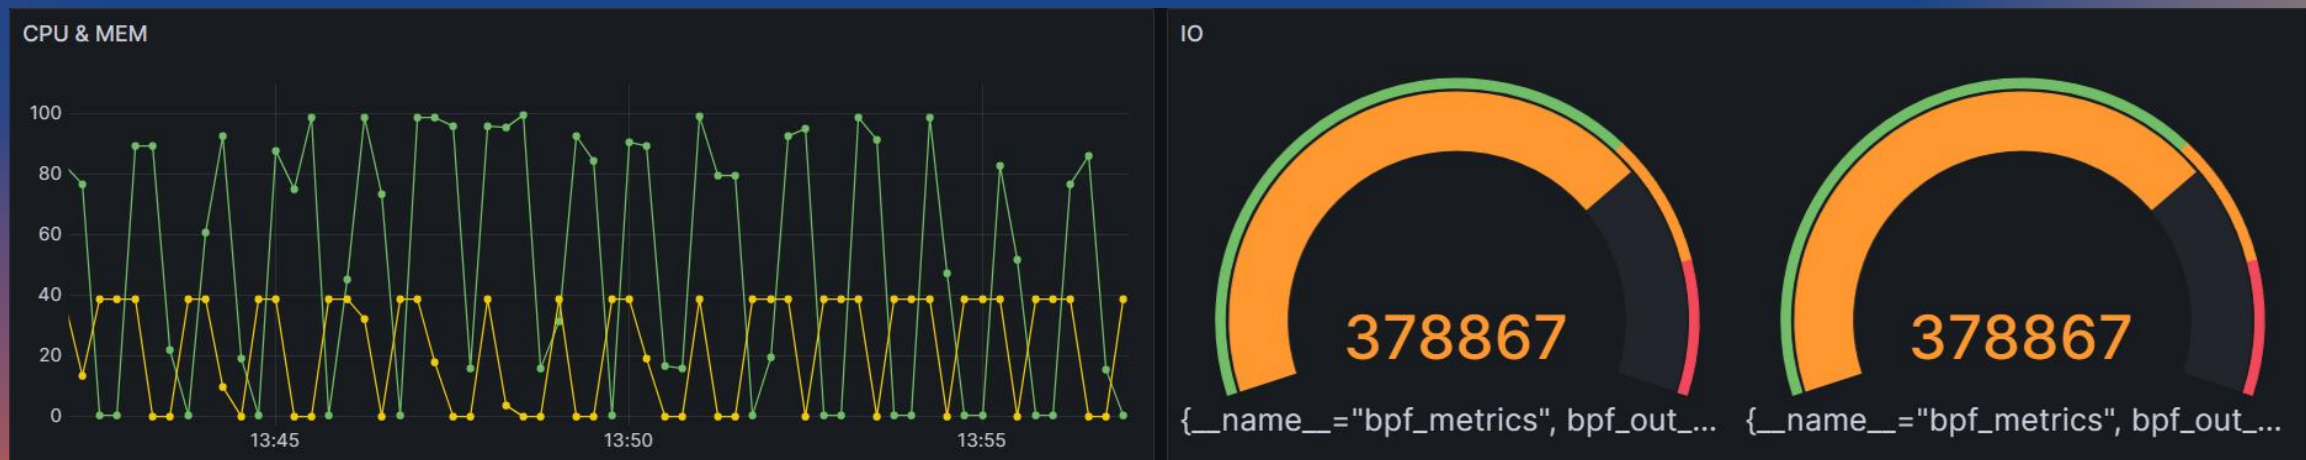 CPU & MEM
100
80
60
40
20
0
13:45 13:50 13:55
IO
378867 378867
{__name__="bpf_metrics", bpf_out_... {__name__="bpf_metrics", bpf_out_...